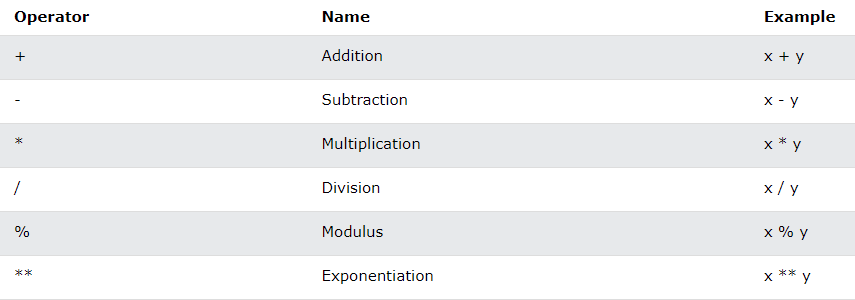 Operator Name Example
+ Addition x + y
- Subtraction x - y
* Multiplication x * y
/ Division x / y
% Modulus x % y
** Exponentiation x ** y